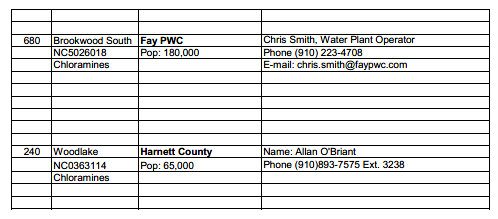 680 Brookwood South Fay PWC Chris Smith, Water Plant Operator
NC5026018 Pop: 180,000 Phone (910) 223-4708
Chloramines E-mail: chris.smith@faypwc.com
240 Woodlake Harnett County Name: Allan O'Briant
NC0363114 Pop: 65,000 Phone (910)893-7575 Ext. 3238
Chloramines